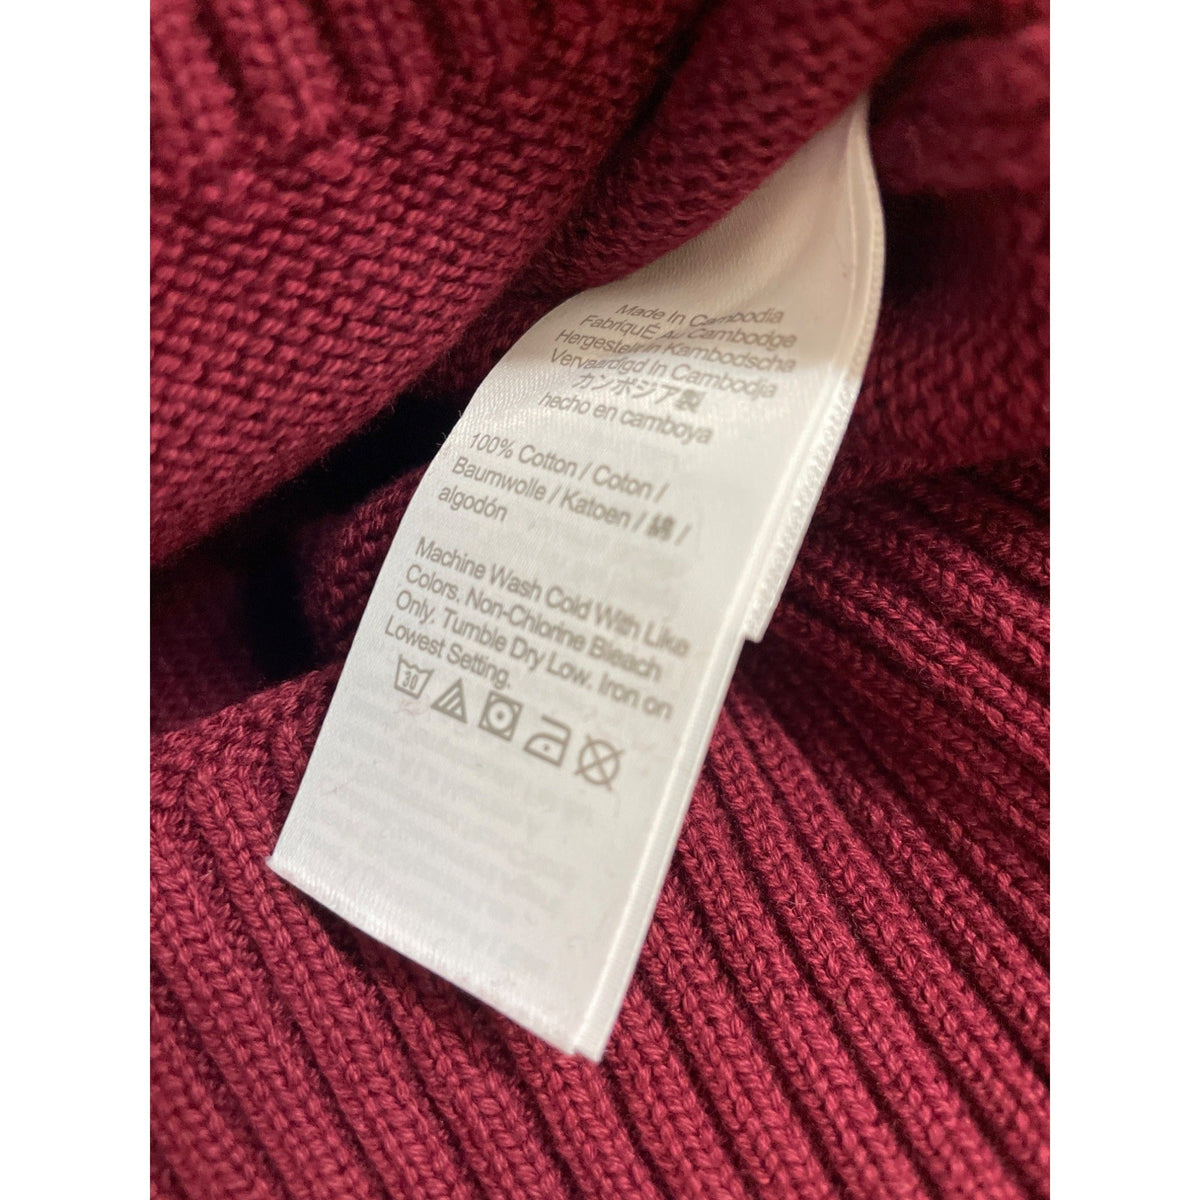 Made In Cambodia
FabriquÉ Au Cambodge
Hergestellt In Kambodscha
Vervaardigd In Cambodja
カンボジア製
hecho en camboya
100% Cotton / Coton /
Baumwolle / Katoen / 綿 /
algodón
Machine Wash Cold With Like
Colors. Non-Chlorine Bleach
Only. Tumble Dry Low. Iron on
Lowest Setting.
30